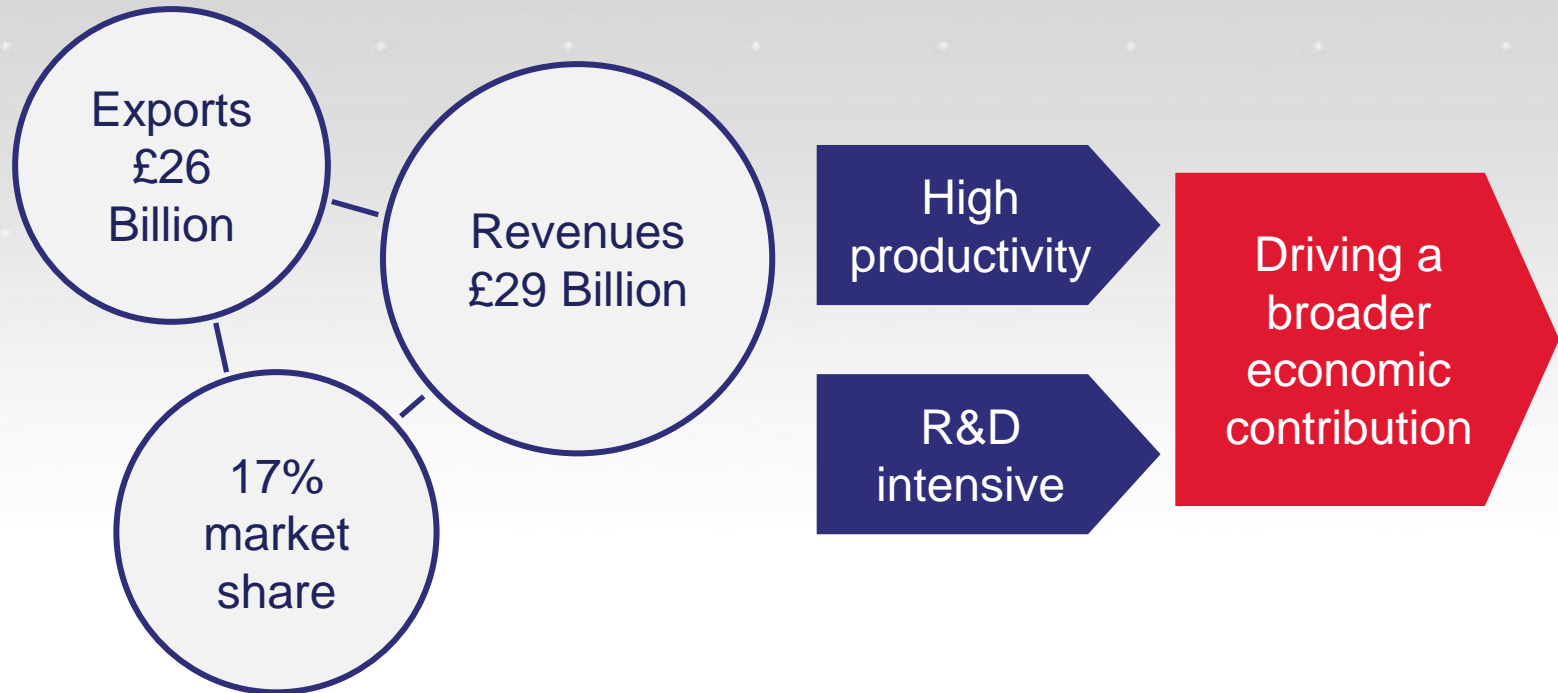 Exports
£26
Billion
Revenues
£29 Billion
17%
market
share
High
productivity
R&D
intensive
Driving a
broader
economic
contribution